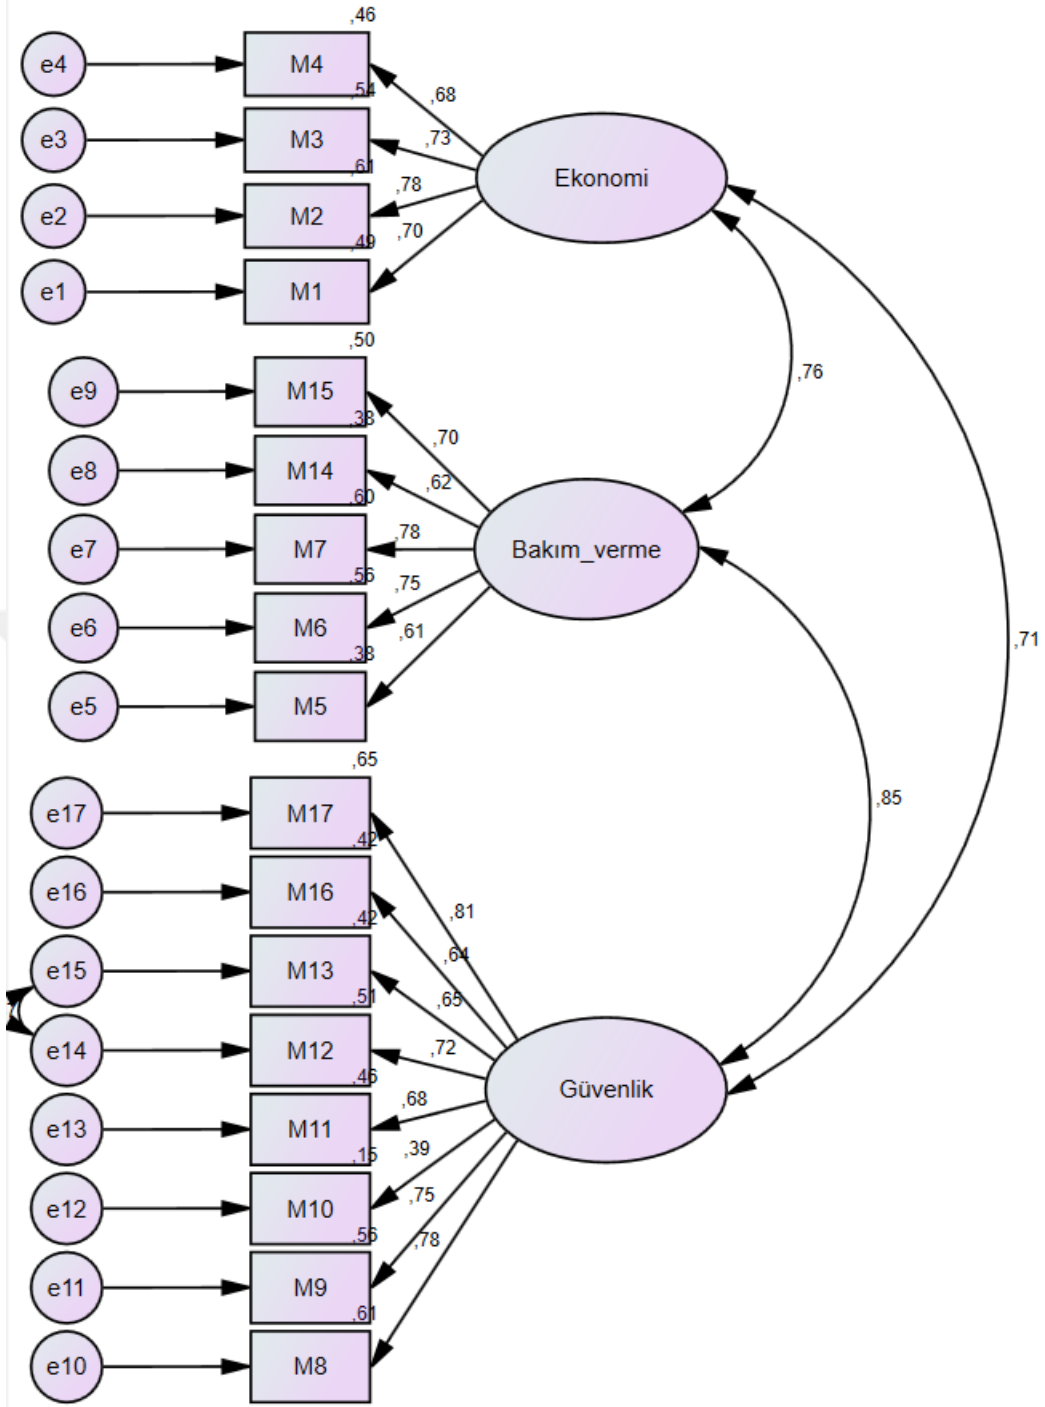 ,46
e4
M4
,68
,54
e3
M3
,73
Ekonomi
,61
e2
M2
,78
,49
,70
e1
M1
,76
,50
e9
M15
,38
,70
e8
M14
,62
,60
e7
M7
,78
Bakım_verme
,56
,75
e6
M6
,61
,38
,71
e5
M5
,65
,85
e17
M17
,42
e16
M16
,81
,42
,64
e15
M13
,65
,51
e14
M12
,72
,46
Güvenlik
e13
M11
,68
,15
,39
e12
M10
,75
,56
,78
e11
M9
,61
e10
M8